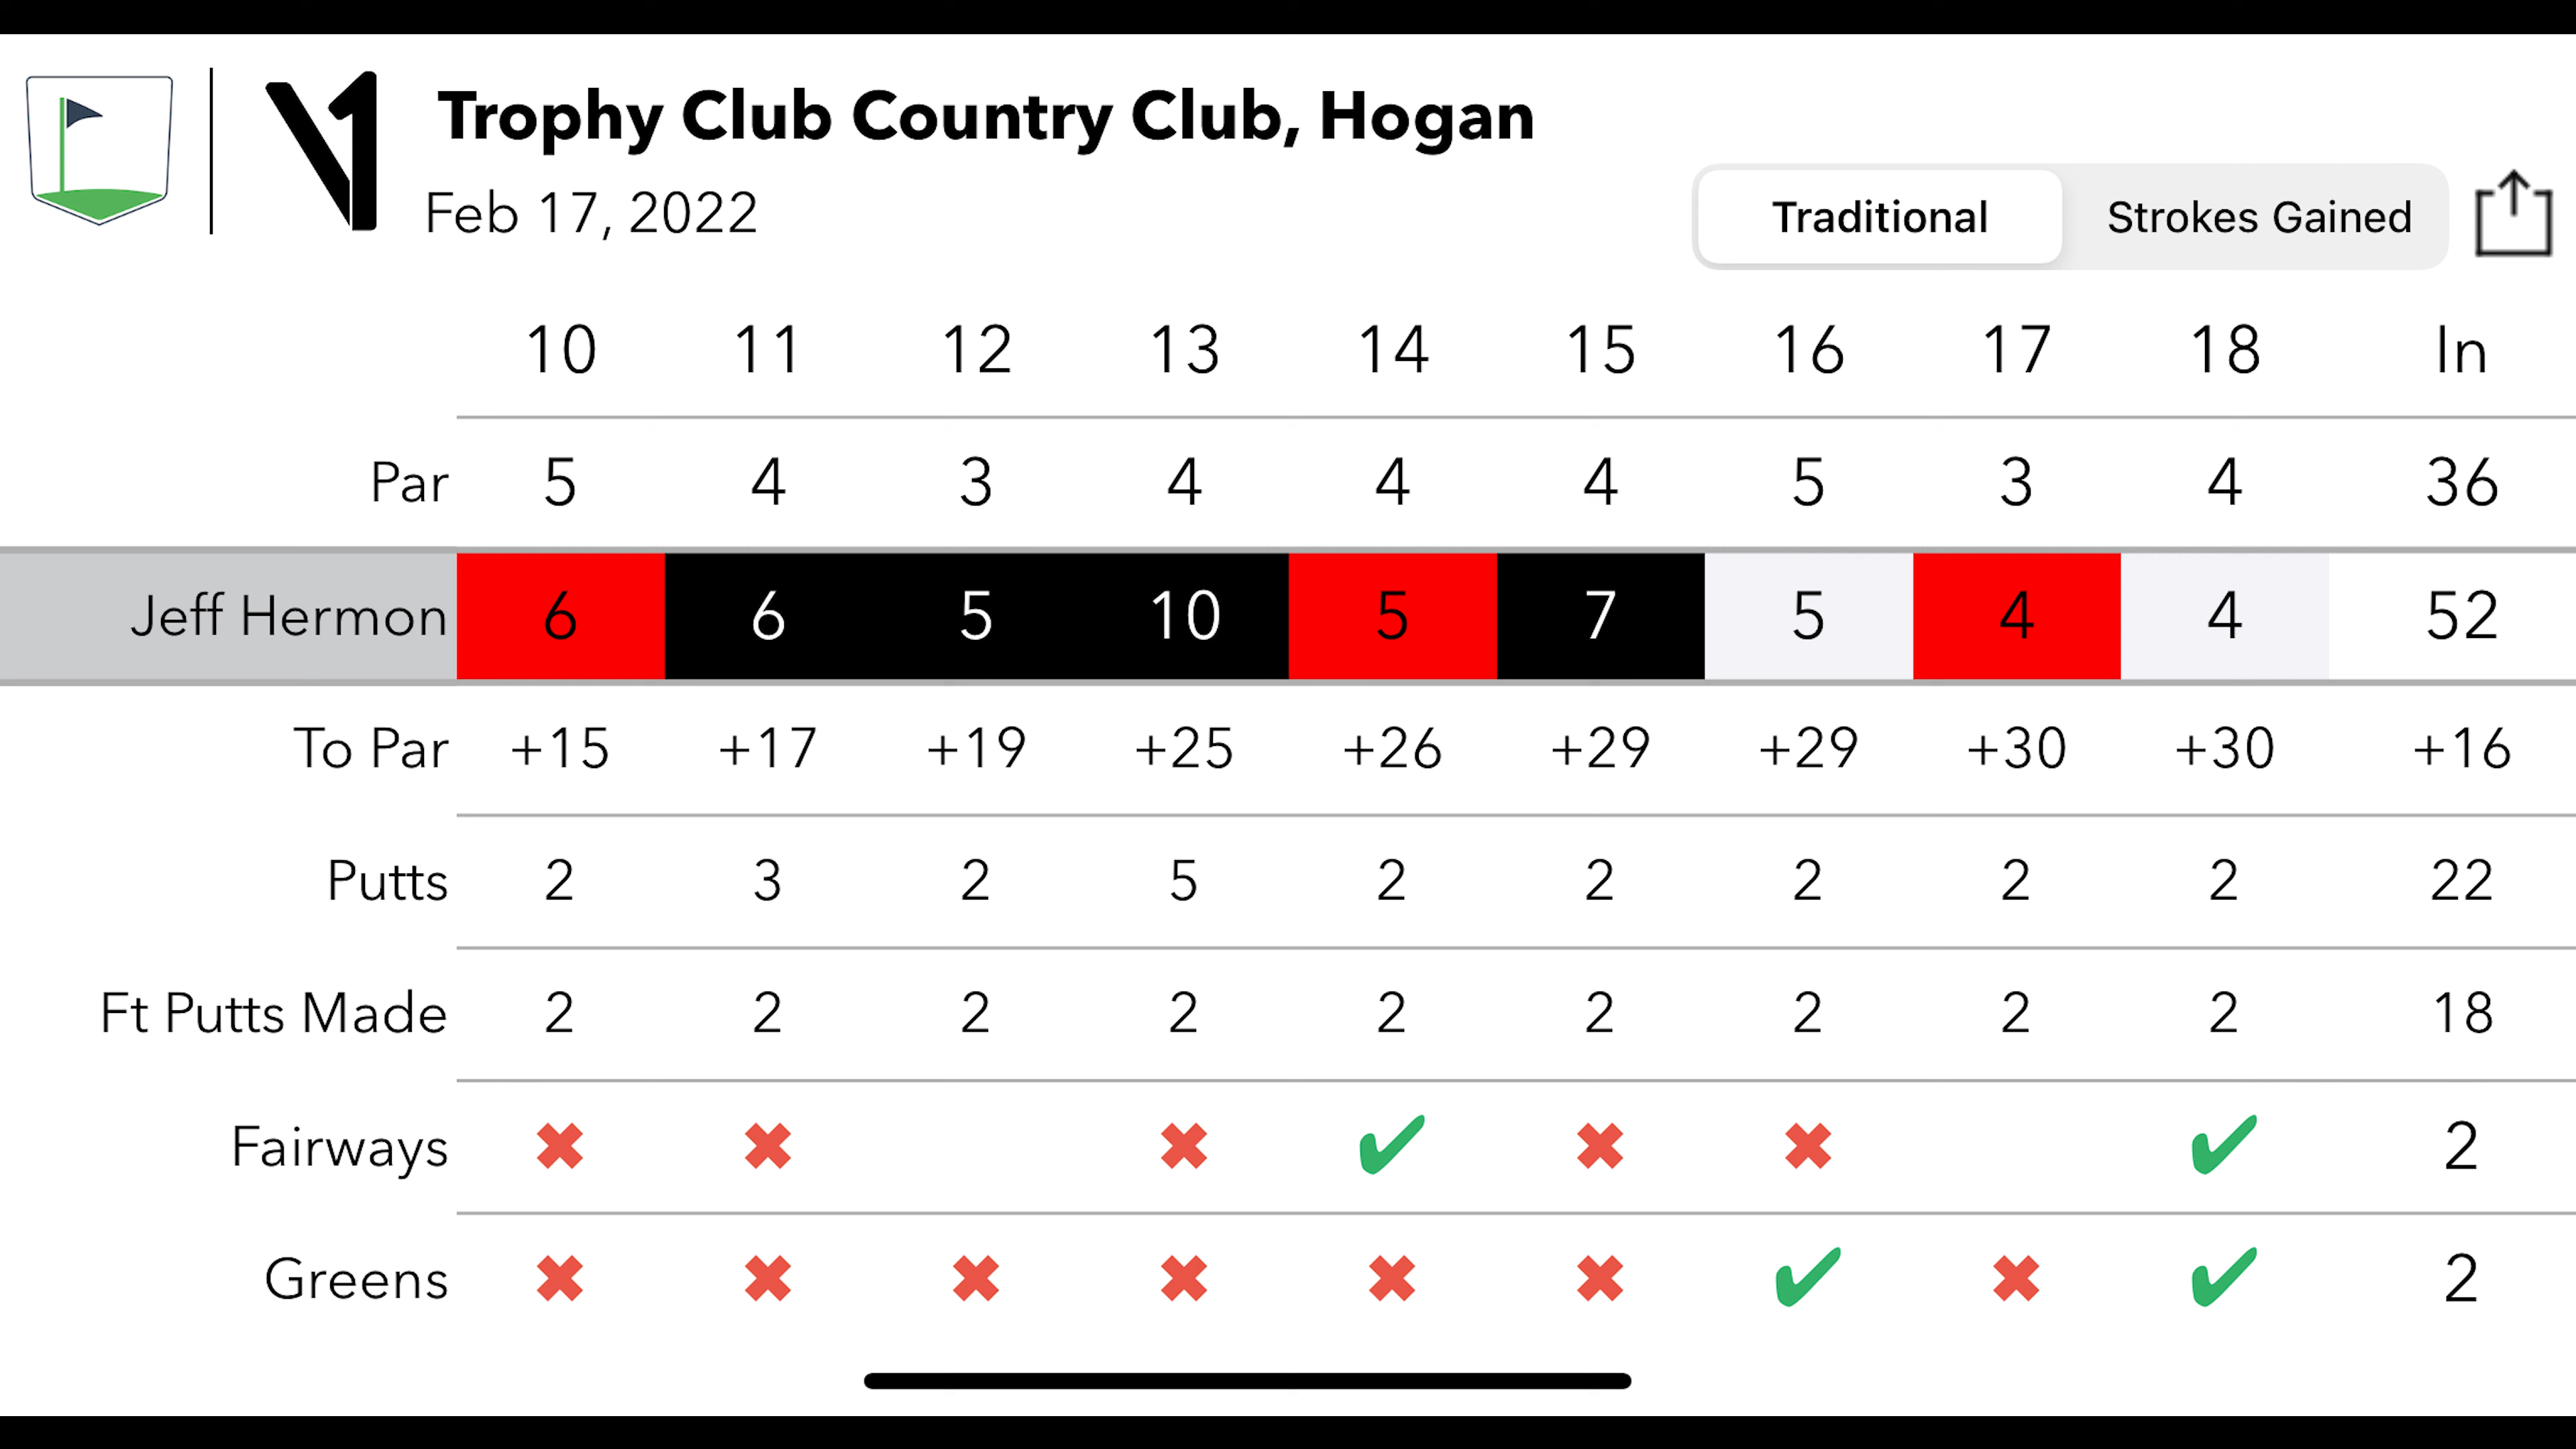 V1
Trophy Club Country Club, Hogan
Feb 17, 2022
Traditional Strokes Gained
10 11 12 13 14 15 16 17 18 In
Par 5 4 3 4 4 4 5 3 4 36
Jeff Hermon 6 6 5 10 5 7 5 4 4 52
To Par +15 +17 +19 +25 +26 +29 +29 +30 +30 +16
Putts 2 3 2 5 2 2 2 2 2 22
Ft Putts Made 2 2 2 2 2 2 2 2 2 18
Fairways ✖ ✖ ✖ ✔ ✖ ✖ ✔ 2
Greens ✖ ✖ ✖ ✖ ✖ ✖ ✔ ✖ ✔ 2